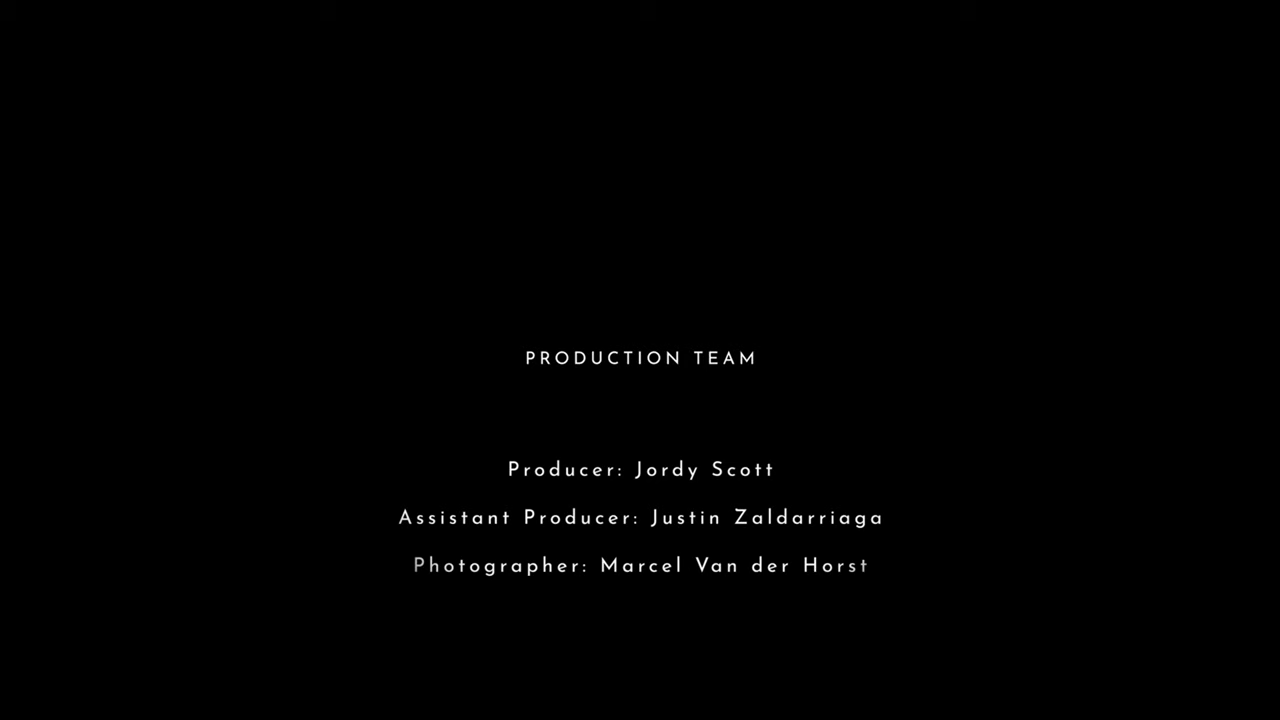 PRODUCTION TEAM
Producer: Jordy Scott
Assistant Producer: Justin Zaldarriaga
Photographer: Marcel Van der Horst